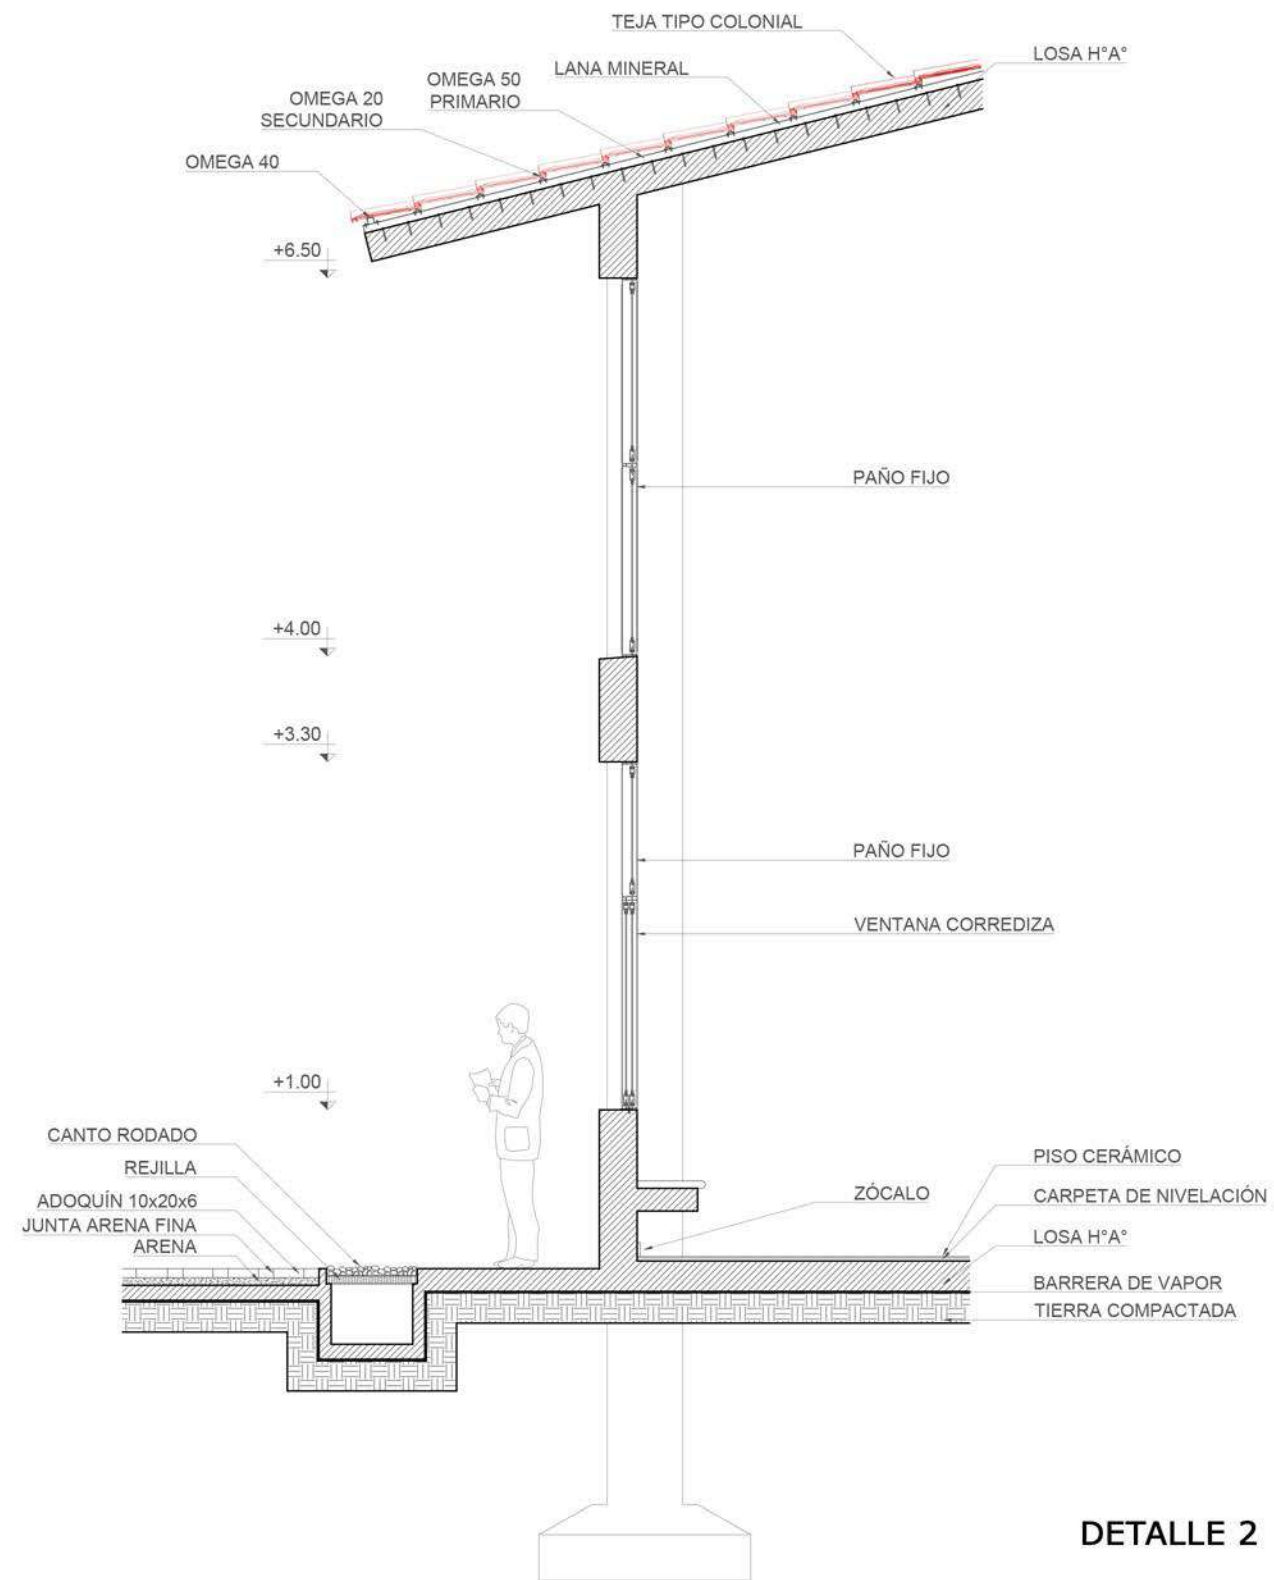 TEJA TIPO COLONIAL
LOSA H°A°
LANA MINERAL
OMEGA 50
PRIMARIO
OMEGA 20
SECUNDARIO
OMEGA 40
+6.50
PAÑO FIJO
+4.00
+3.30
PAÑO FIJO
VENTANA CORREDIZA
+1.00
CANTO RODADO
REJILLA
ADOQUÍN 10x20x6
JUNTA ARENA FINA
ARENA
ZÓCALO
PISO CERÁMICO
CARPETA DE NIVELACIÓN
LOSA H°A°
BARRERA DE VAPOR
TIERRA COMPACTADA
DETALLE 2